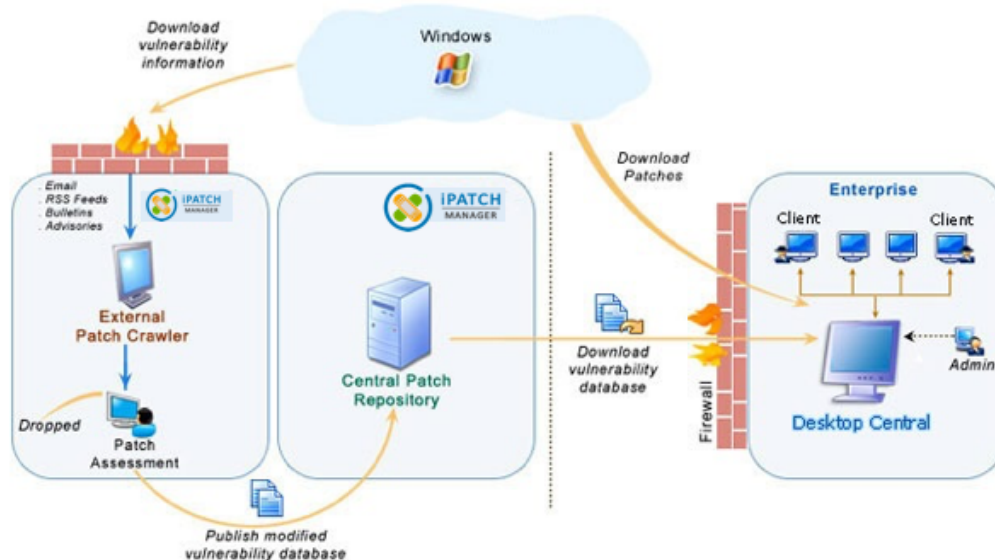 Download
vulnerability
information
Windows
. Email
. RSS Feeds
. Bulletins
. Advisories
iPATCH
MANAGER
External
Patch Crawler
Dropped
Patch
Assessment
Publish modified
vulnerability database
iPATCH
MANAGER
Central Patch
Repository
Download
Patches
Download
vulnerability
database
Firewall
Enterprise
Client
Client
Admin
Desktop Central